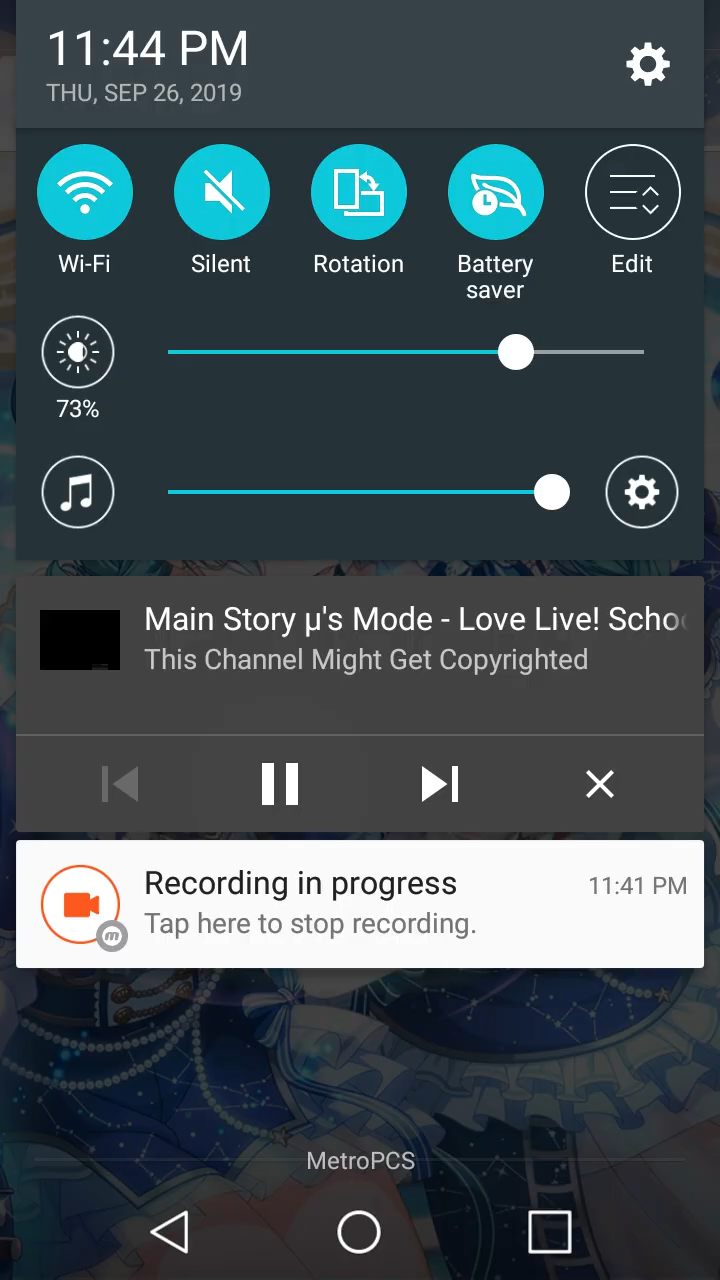 11:44 PM
THU, SEP 26, 2019
Wi-Fi
Silent
Rotation
Battery
saver
Edit
73%
Main Story μ's Mode - Love Live! Schoo
This Channel Might Get Copyrighted
Recording in progress
11:41 PM
Tap here to stop recording.
m
MetroPCS